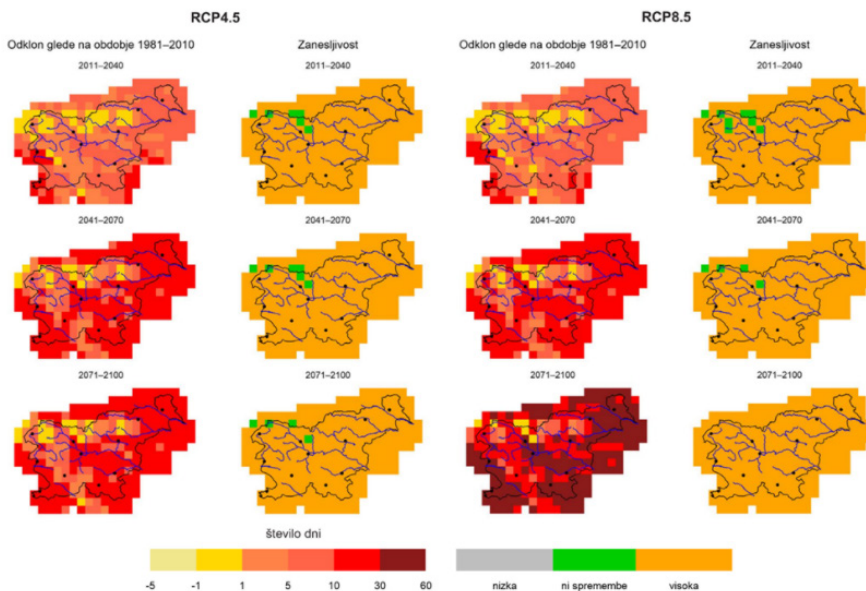 RCP4.5
RCP8.5
Odklon glede na obdobje 1981–2010
Zanesljivost
Odklon glede na obdobje 1981–2010
Zanesljivost
2011–2040
2011–2040
2011–2040
2011–2040
2041–2070
2041–2070
2041–2070
2041–2070
2071–2100
2071–2100
2071–2100
2071–2100
število dni
-5 -1 1 5 10 30 60
nizka ni spremembe visoka